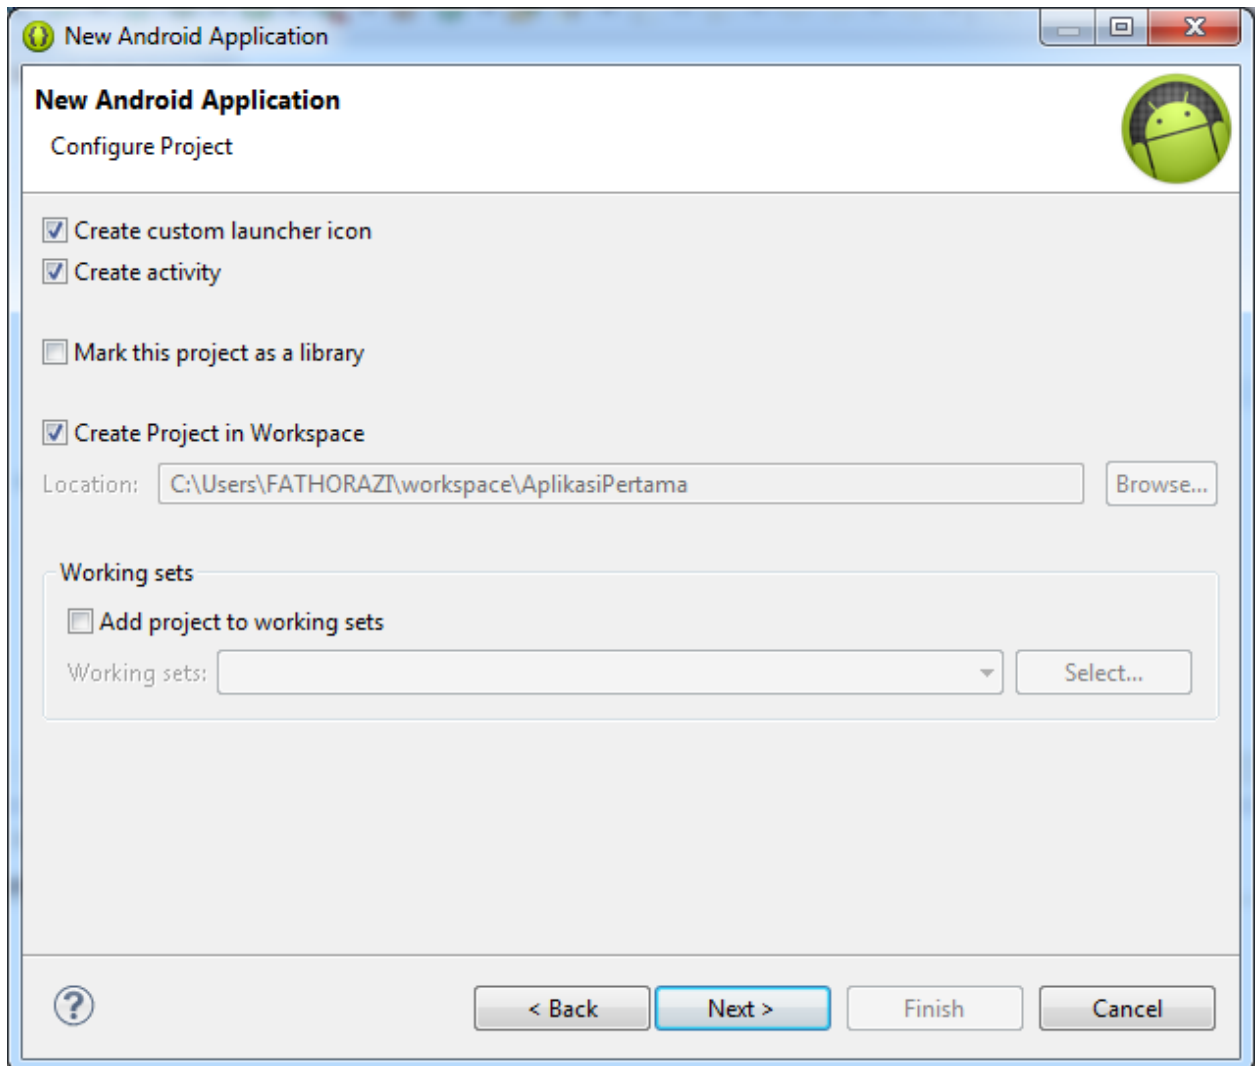 New Android Application
New Android Application
Configure Project
Create custom launcher icon
Create activity
Mark this project as a library
Create Project in Workspace
Location: C:\Users\FATHORAZI\workspace\AplikasiPertama Browse...
Working sets
Add project to working sets
Working sets: Select...
? < Back Next > Finish Cancel